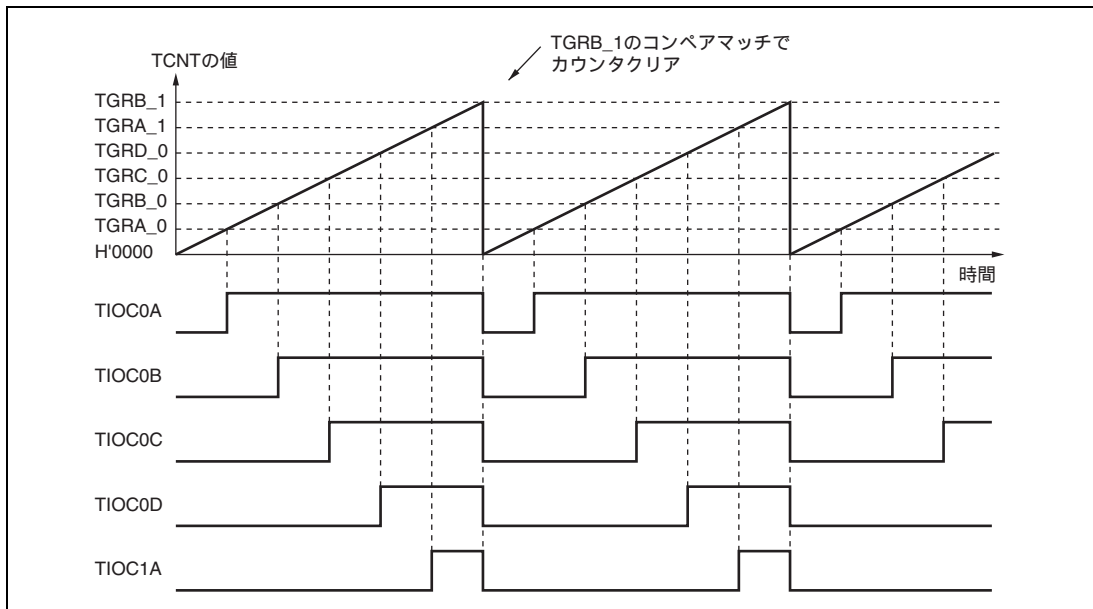 TGRB_1のコンペアマッチで
カウンタクリア
TCNTの値
TGRB_1
TGRA_1
TGRD_0
TGRC_0
TGRB_0
TGRA_0
H'0000
時間
TIOC0A
TIOC0B
TIOC0C
TIOC0D
TIOC1A